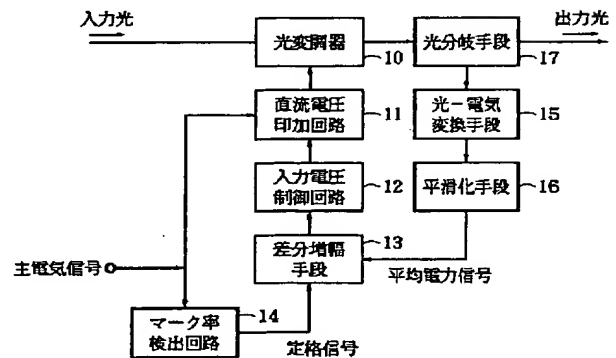 入力光
出力光
光変調器
10
光分岐手段
17
直流電圧
印加回路
11
光－電気
変換手段
15
入力電圧
制御回路
12
平滑化手段
16
差分増幅
手段
13
平均電力信号
主電気信号
マーク率
検出回路
14
定格信号